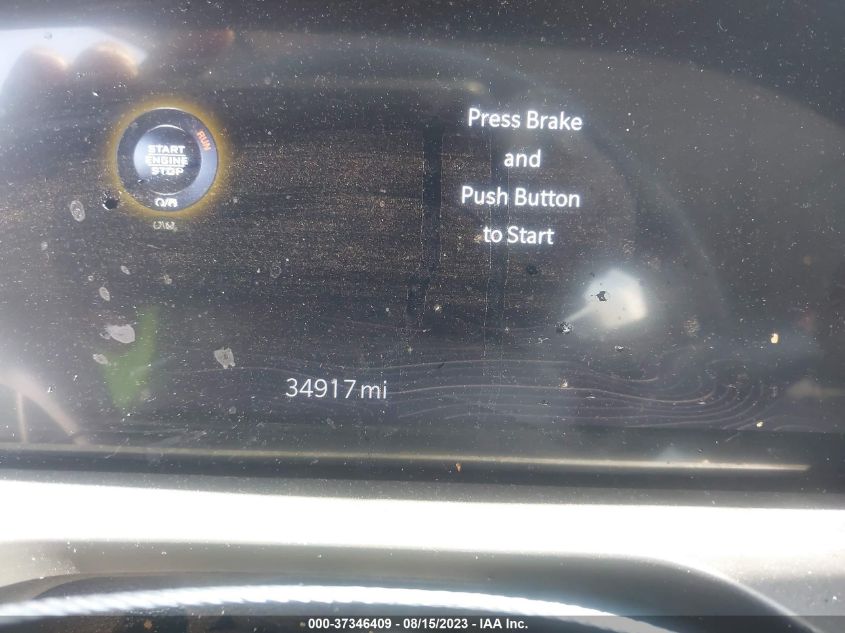 START
ENGINE
STOP
RUN
Press Brake
and
Push Button
to Start
34917 mi
000-37346409 - 08/15/2023 - IAA Inc.